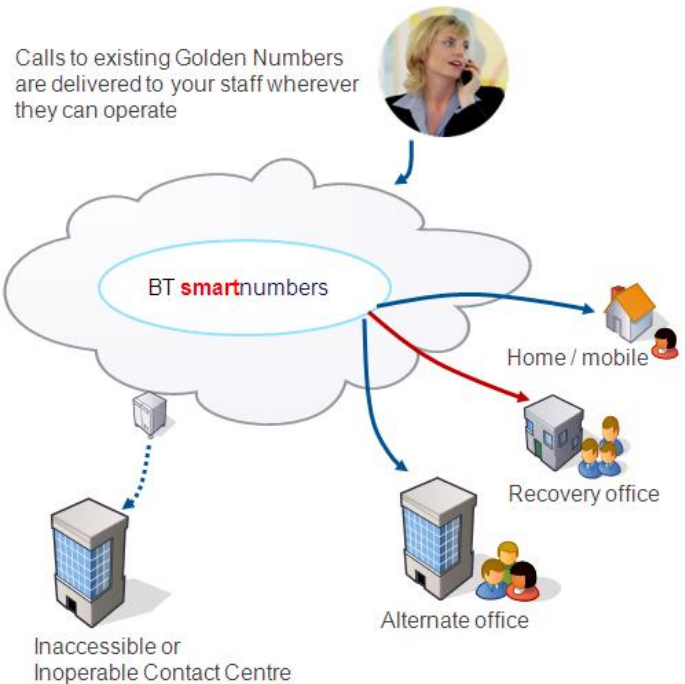 Calls to existing Golden Numbers
are delivered to your staff wherever
they can operate
BT smartnumbers
Home / mobile
Recovery office
Alternate office
Inaccessible or
Inoperable Contact Centre